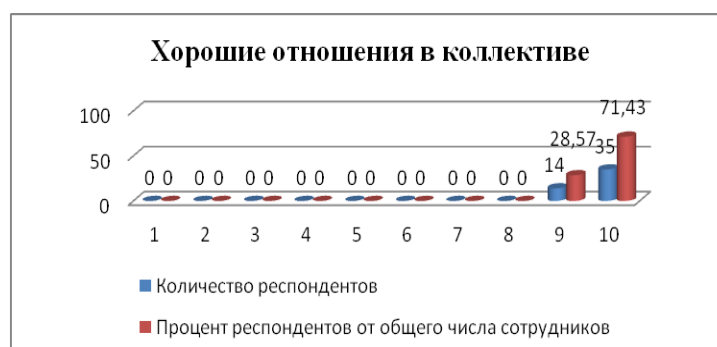 Хорошие отношения в коллективе
100
71,43
28,57
35
50
14
0 0 0 0 0 0 0 0 0 0 0 0 0 0 0 0
0
1 2 3 4 5 6 7 8 9 10
Количество респондентов
Процент респондентов от общего числа сотрудников